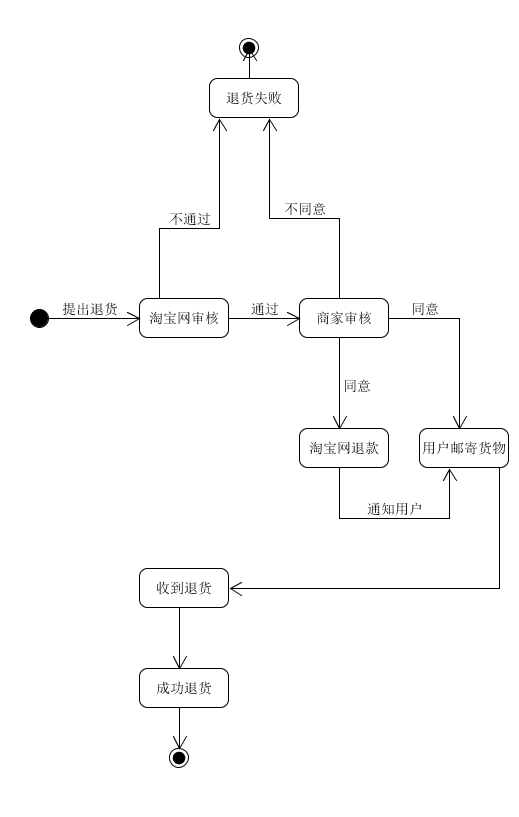 退货失败
不通过
不同意
提出退货
淘宝网审核
通过
商家审核
同意
同意
淘宝网退款
用户邮寄货物
通知用户
收到退货
成功退货